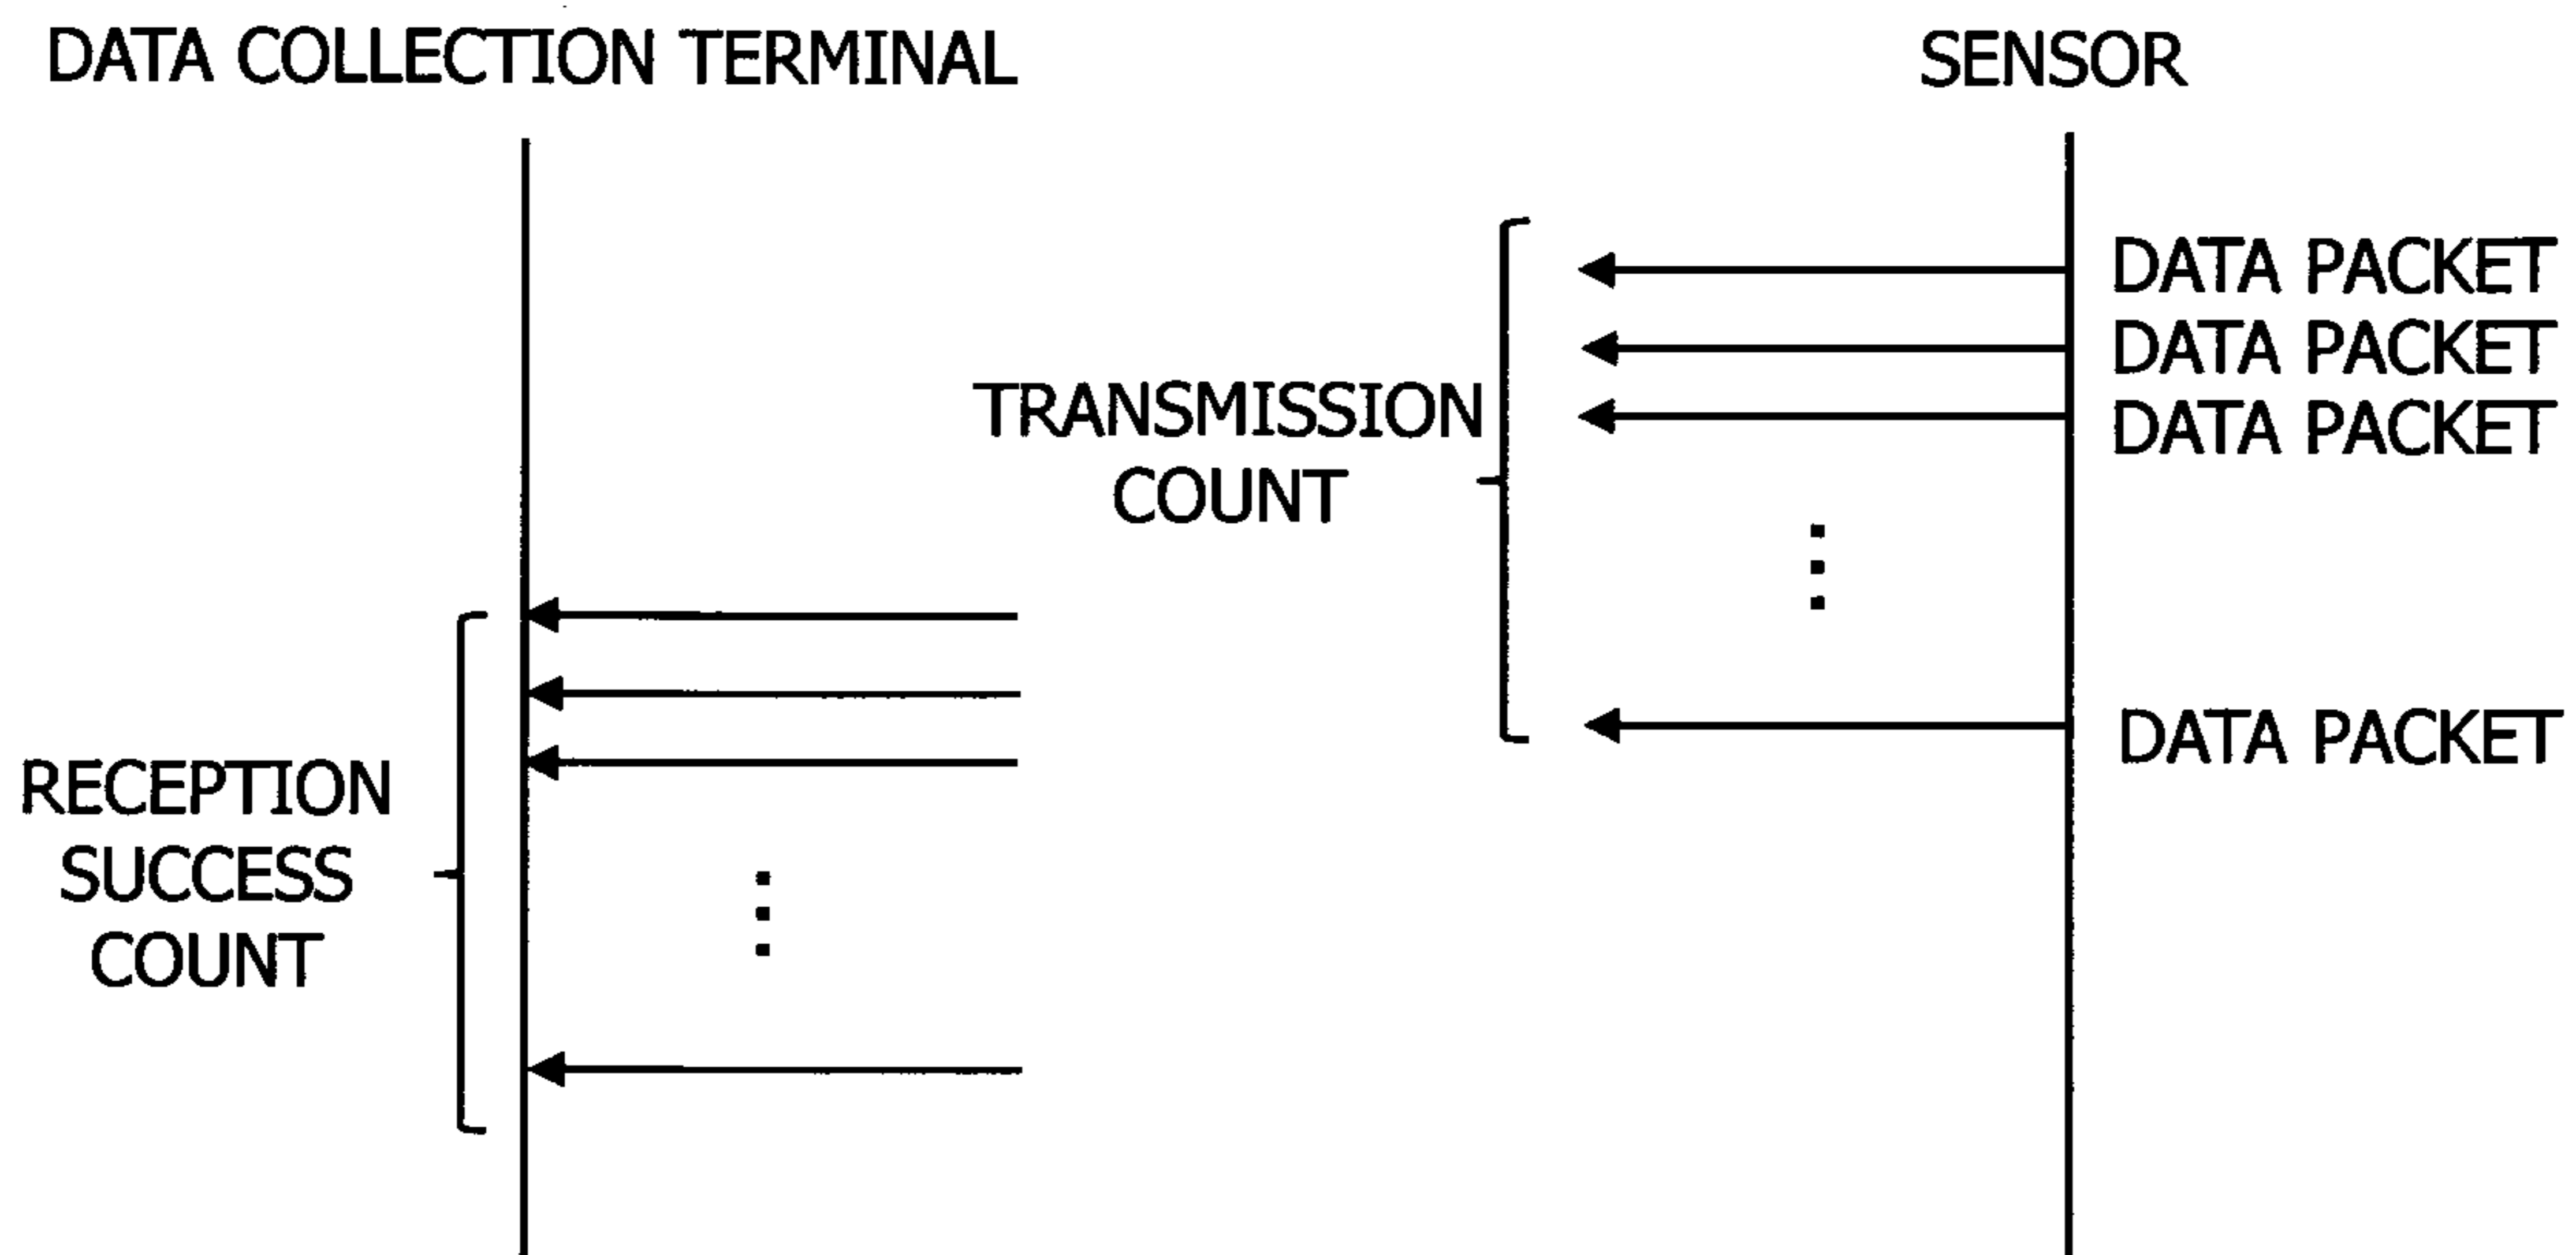 DATA COLLECTION TERMINAL
SENSOR
DATA PACKET
DATA PACKET
DATA PACKET
TRANSMISSION
COUNT
DATA PACKET
RECEPTION
SUCCESS
COUNT